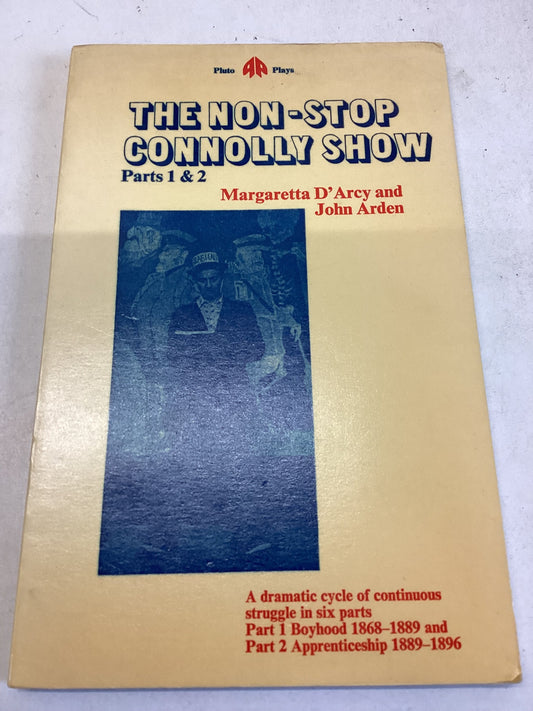 Pluto Plays
THE NON-STOP
CONNOLLY SHOW
Parts 1 & 2
Margaretta D'Arcy and
John Arden
A dramatic cycle of continuous
struggle in six parts
Part 1 Boyhood 1868–1889 and
Part 2 Apprenticeship 1889–1896